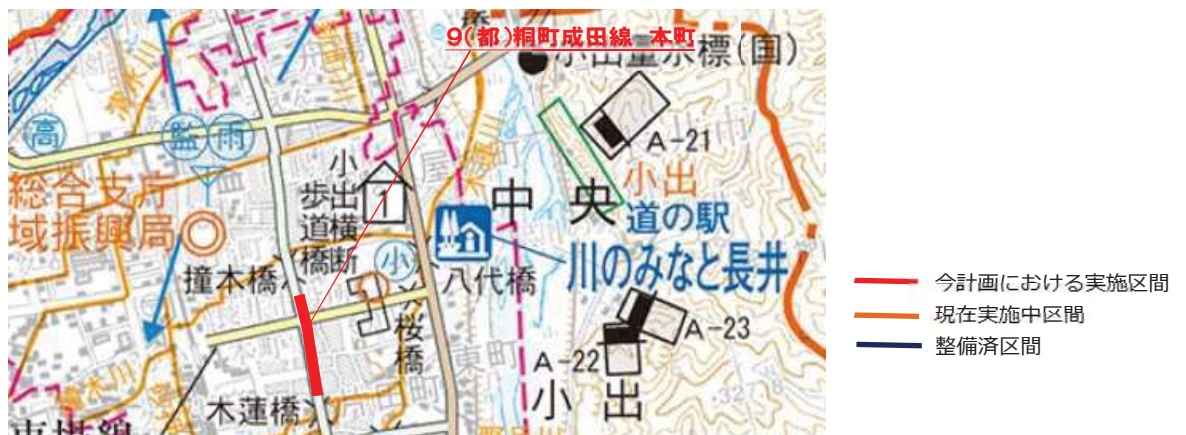 9(都)粡町成田線 本町
小出量水標(国)
高
監
雨
A-21
小出
総合支庁
域振興局
小出横断
歩道橋
1
中央
道の駅
川のみなと長井
撞本橋
小
八代橋
桜橋
A-23
A-22
東町
小出
木蓮橋
今計画における実施区間
現在実施中区間
整備済区間